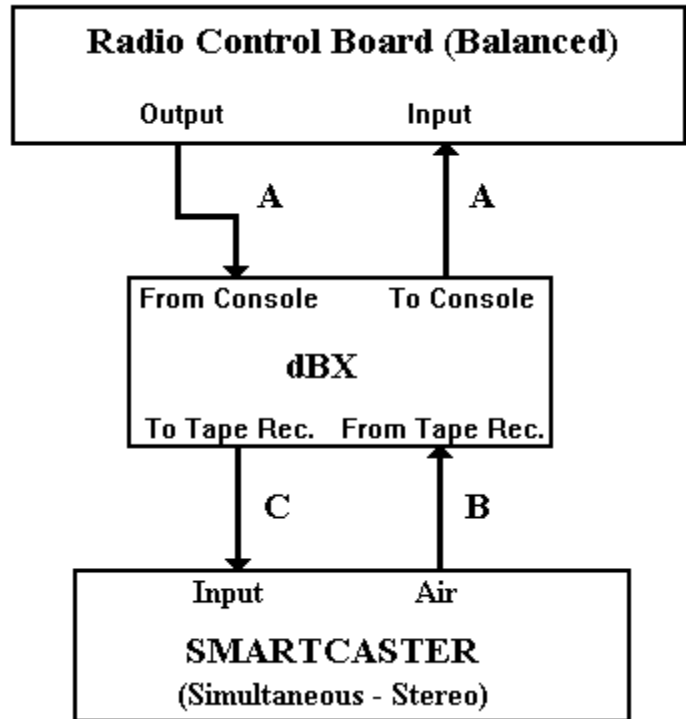 Radio Control Board (Balanced)
Output Input
A A
From Console To Console
dBX
To Tape Rec. From Tape Rec.
C B
Input Air
SMARTCASTER
(Simultaneous - Stereo)